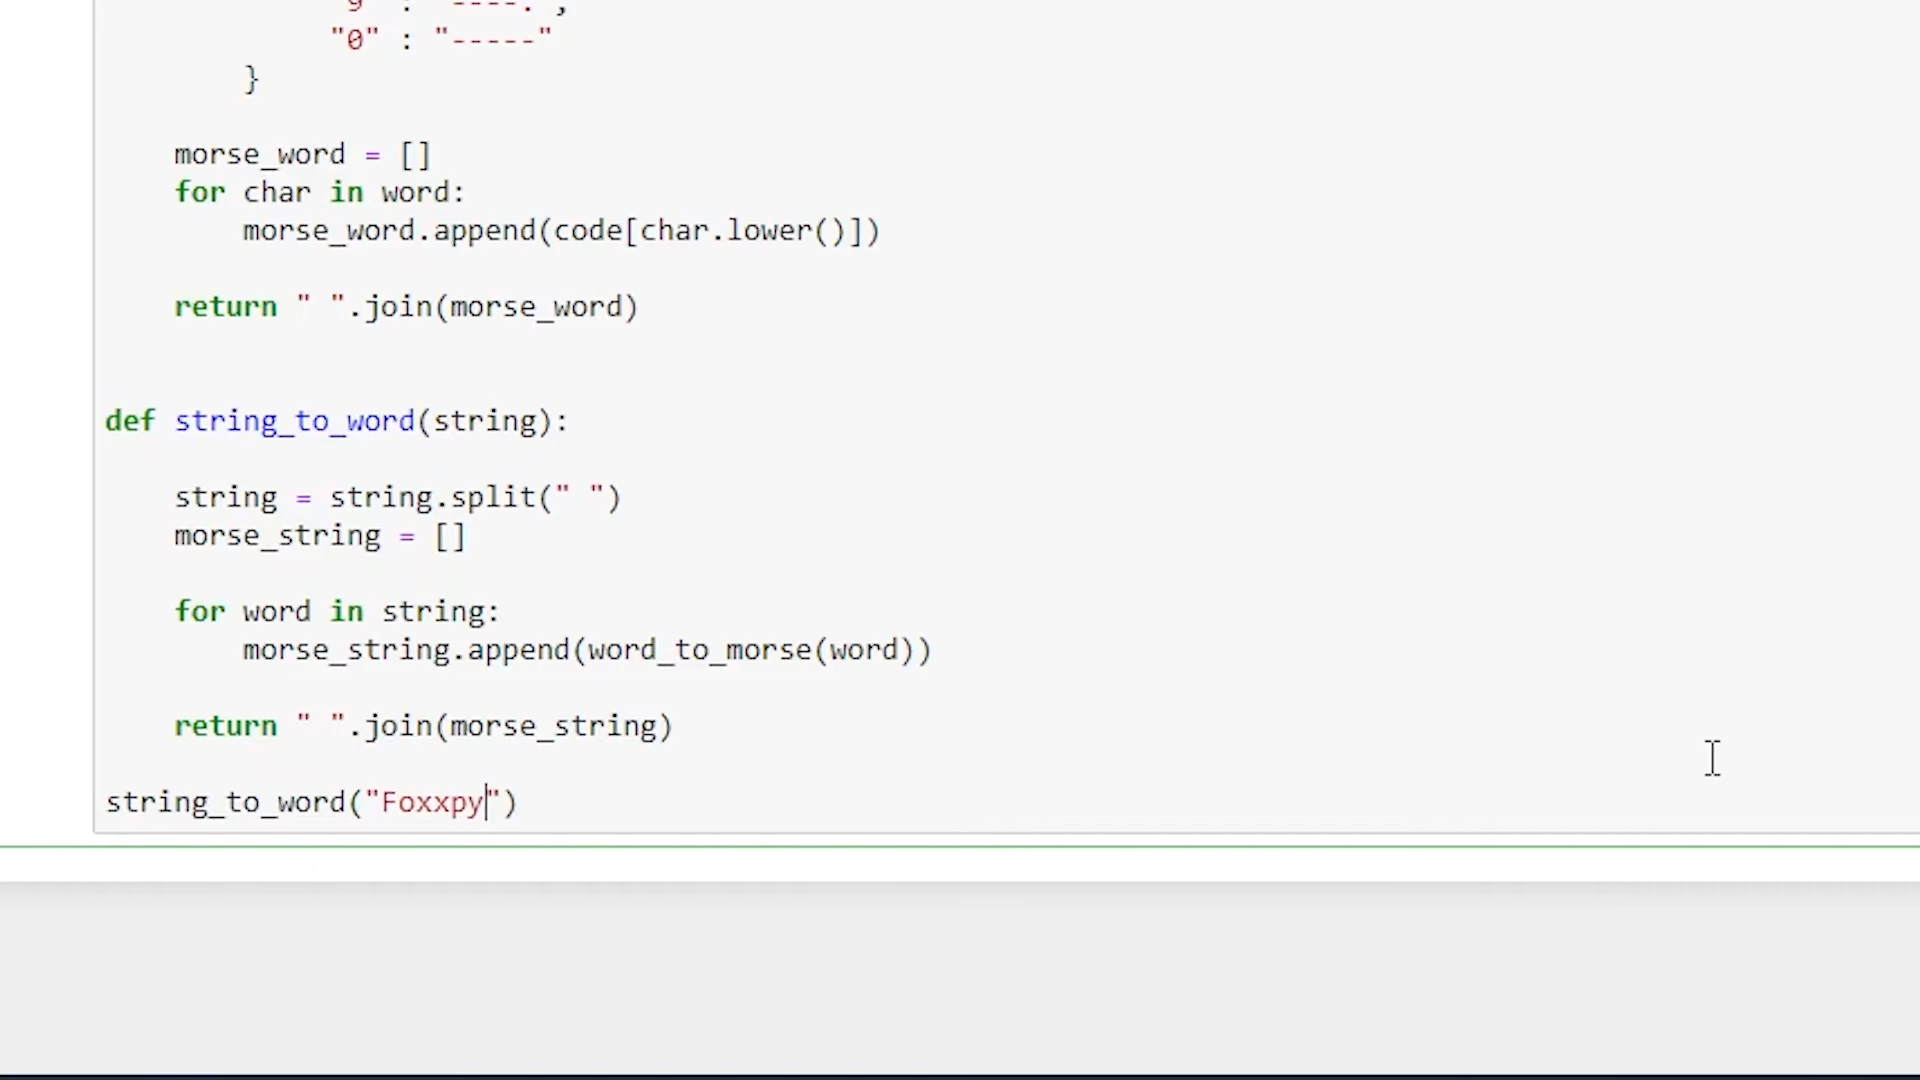 "9" : "----.",
"0" : "-----"
}
morse_word = []
for char in word:
morse_word.append(code[char.lower()])
return " ".join(morse_word)
def string_to_word(string):
string = string.split(" ")
morse_string = []
for word in string:
morse_string.append(word_to_morse(word))
return " ".join(morse_string)
string_to_word("Foxxpy")